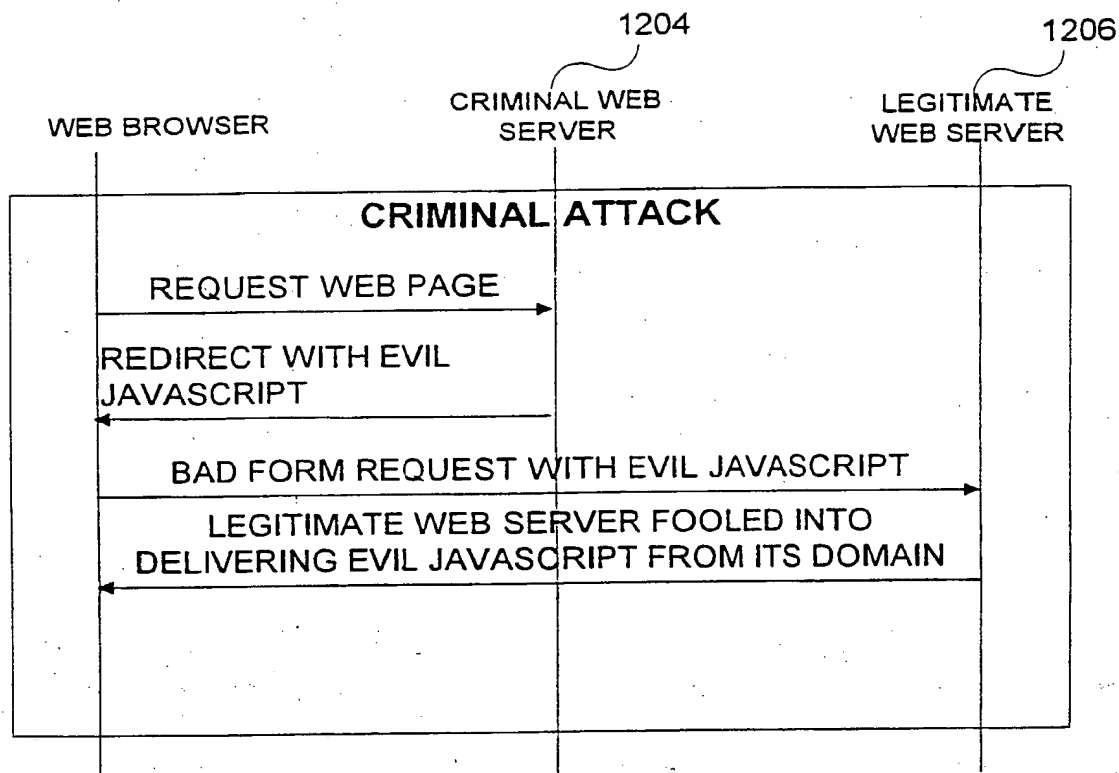 1204
1206
WEB BROWSER
CRIMINAL WEB
SERVER
LEGITIMATE
WEB SERVER
CRIMINAL ATTACK
REQUEST WEB PAGE
REDIRECT WITH EVIL
JAVASCRIPT
BAD FORM REQUEST WITH EVIL JAVASCRIPT
LEGITIMATE WEB SERVER FOOLED INTO
DELIVERING EVIL JAVASCRIPT FROM ITS DOMAIN